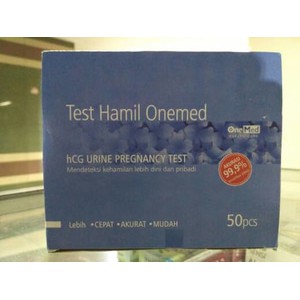 Test Hamil Onemed
OneMed
hCG URINE PREGNANCY TEST
Mendeteksi kehamilan lebih dini dan pribadi
AKURASI
99,9%
Lebih •CEPAT •AKURAT •MUDAH
50pcs